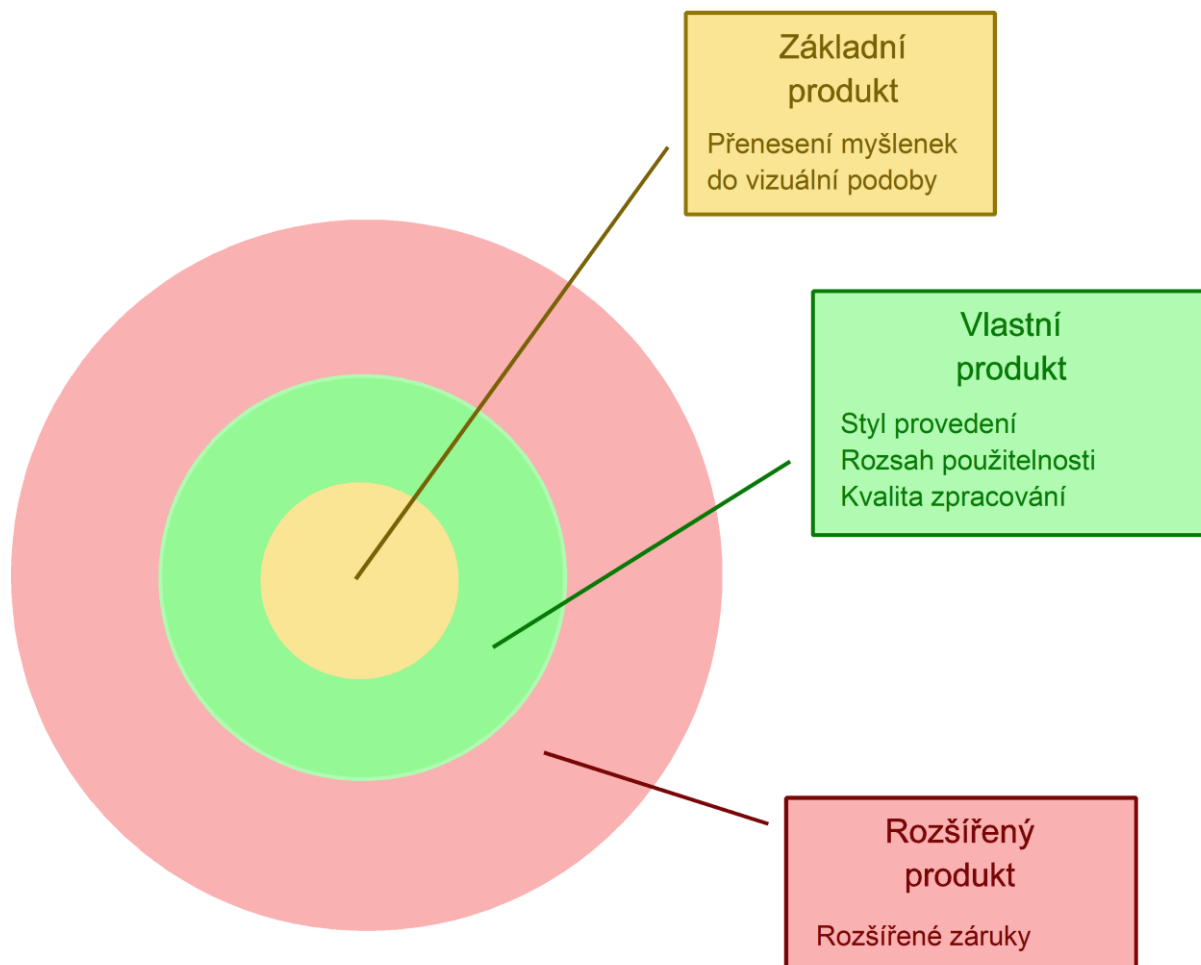 Základní
produkt
Přenesení myšlenek
do vizuální podoby
Vlastní
produkt
Styl provedení
Rozsah použitelnosti
Kvalita zpracování
Rozšířený
produkt
Rozšířené záruky